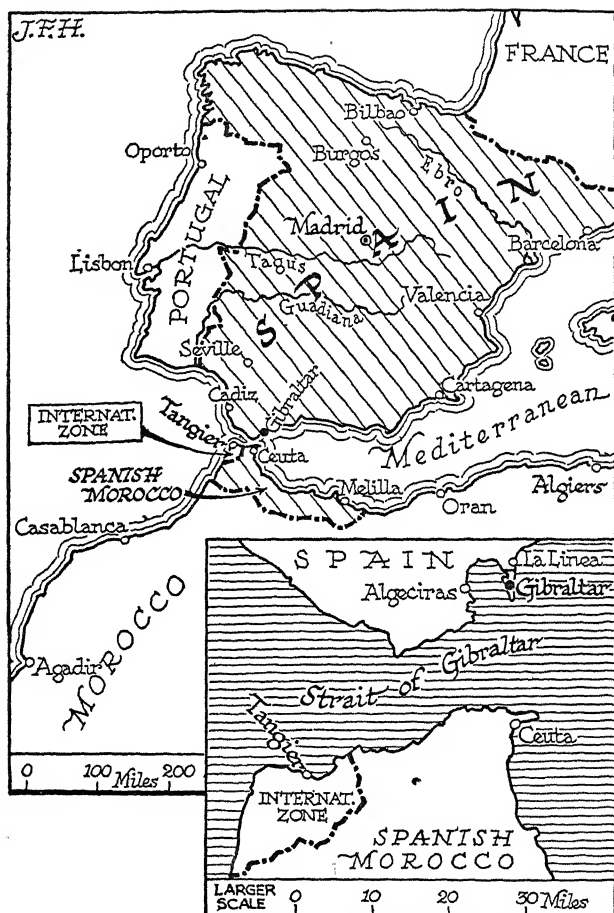 J.F.H.
FRANCE
Bilbao
Oporto
Burgos
Ebro
SPAIN
PORTUGAL
Madrid
Barcelona
Lisbon
Tagus
Guadiana
Valencia
Seville
Cadiz
Gibraltar
Cartagena
Mediterranean
Tangier
INTERNAT.
ZONE
Ceuta
SPANISH
MOROCCO
Melilla
Oran
Algiers
Casablanca
MOROCCO
Agadir
0 100 Miles 200
SPAIN
La Linea
Algeciras
Gibraltar
Strait of Gibraltar
Tangier
Ceuta
INTERNAT.
ZONE
SPANISH
MOROCCO
LARGER
SCALE
0 10 20 30 Miles